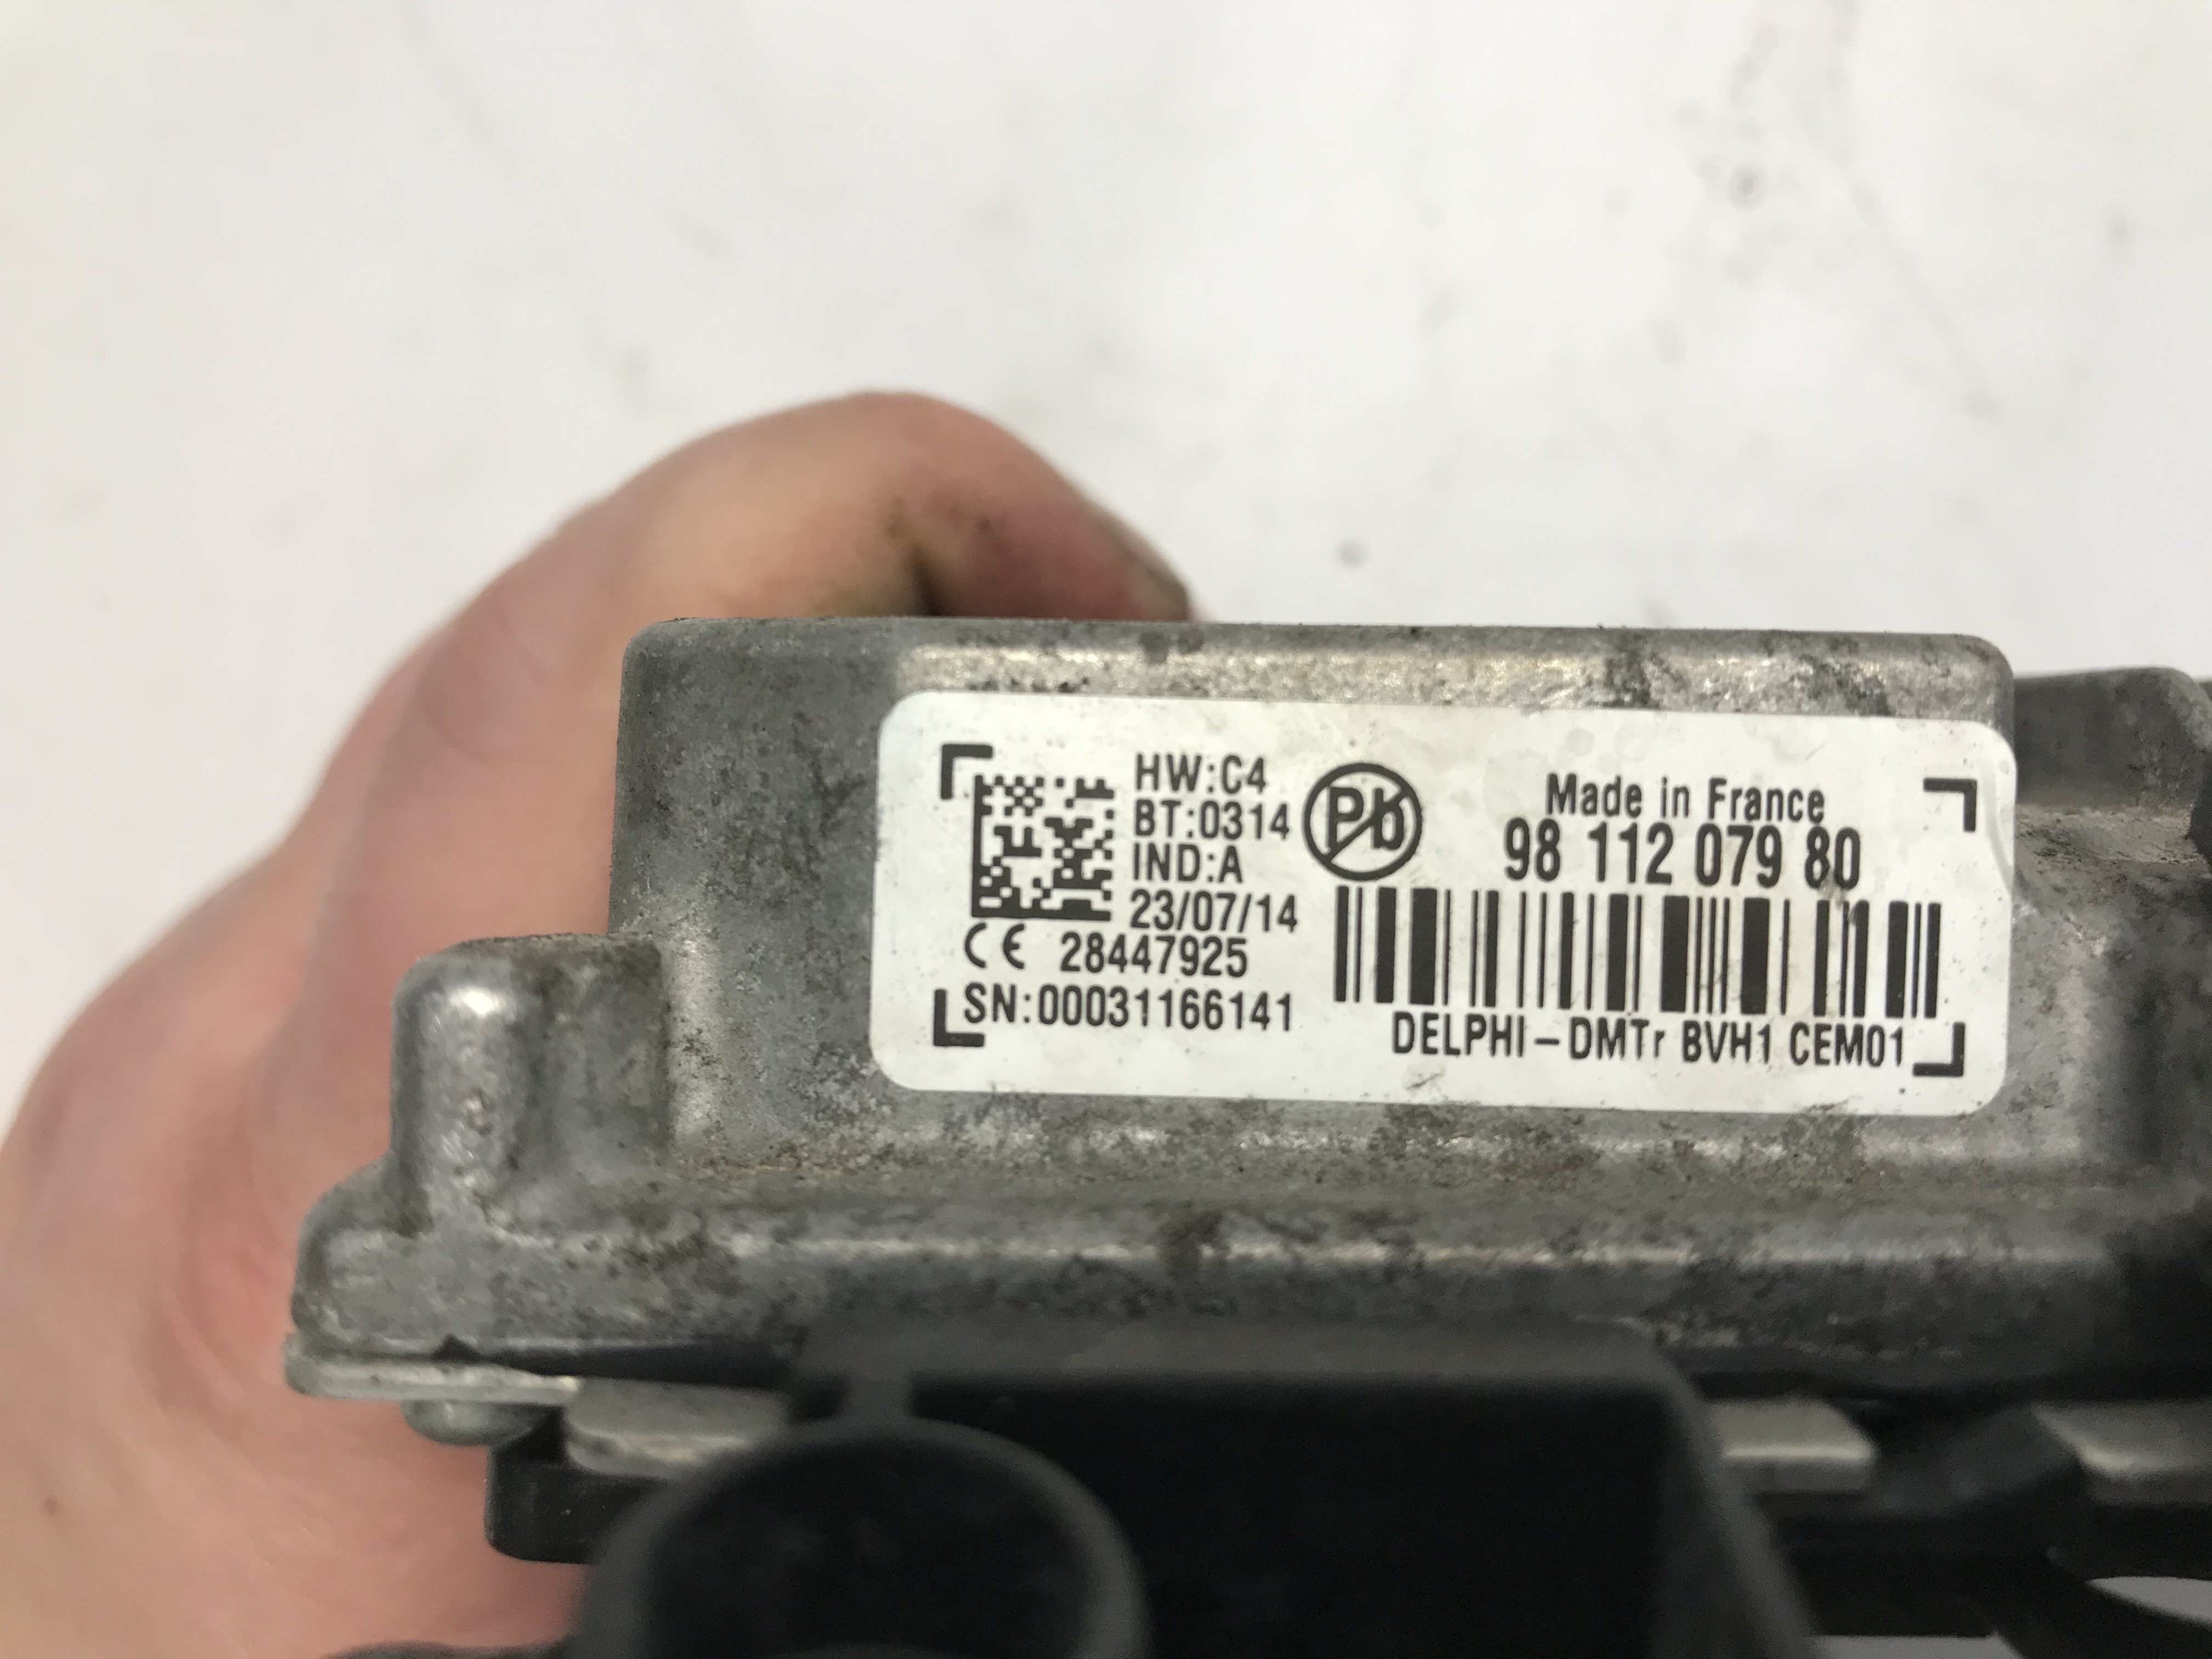 HW:C4
BT:0314
IND:A
23/07/14
CE 28447925
SN:00031166141
Pb
Made in France
98 112 079 80
DELPHI-DMTr BVH1 CEM01